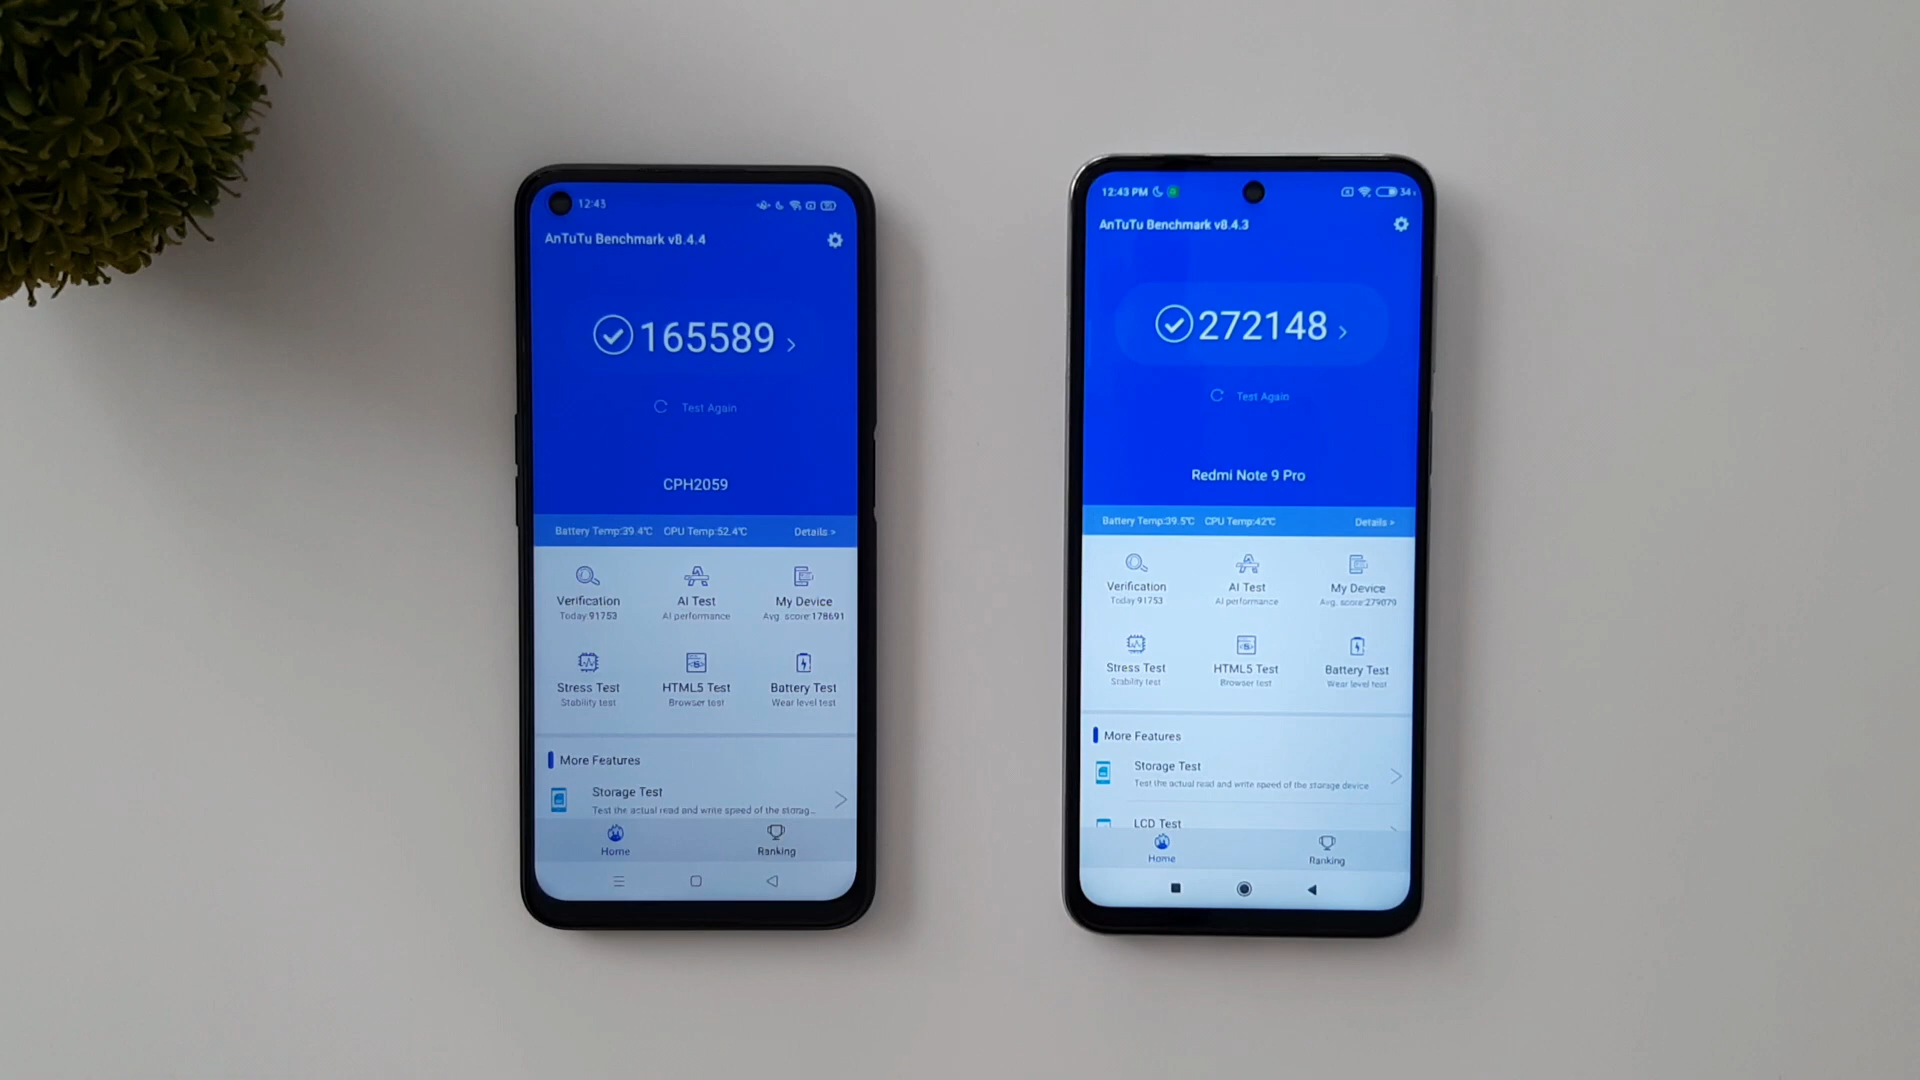 12:43
AnTuTu Benchmark v8.4.4
165589
Test Again
CPH2059
Battery Temp:39.4℃ CPU Temp:52.4℃ Details >
Verification
Today:91753
AI Test
AI performance
My Device
Avg. score:178691
Stress Test
Stability test
HTML5 Test
Browser test
Battery Test
Wear level test
More Features
Storage Test
Test the actual read and write speed of the storag...
Home
Ranking
12:43 PM
34
AnTuTu Benchmark v8.4.3
272148
Test Again
Redmi Note 9 Pro
Battery Temp:39.5℃ CPU Temp:42℃ Details >
Verification
Today:91753
AI Test
AI performance
My Device
Avg. score:279079
Stress Test
Stability test
HTML5 Test
Browser test
Battery Test
Wear level test
More Features
Storage Test
Test the actual read and write speed of the storage device
LCD Test
Home
Ranking